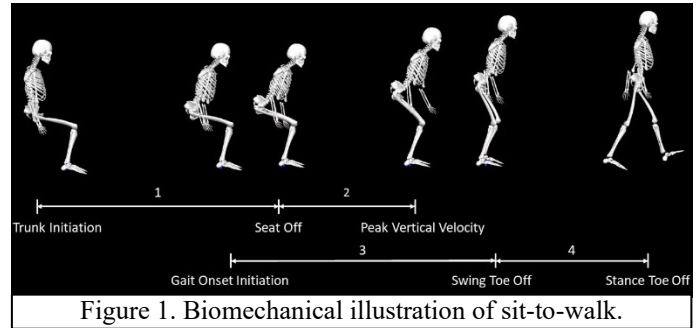 1
2
Trunk Initiation
Seat Off
Peak Vertical Velocity
3
4
Gait Onset Initiation
Swing Toe Off
Stance Toe Off
Figure 1. Biomechanical illustration of sit-to-walk.